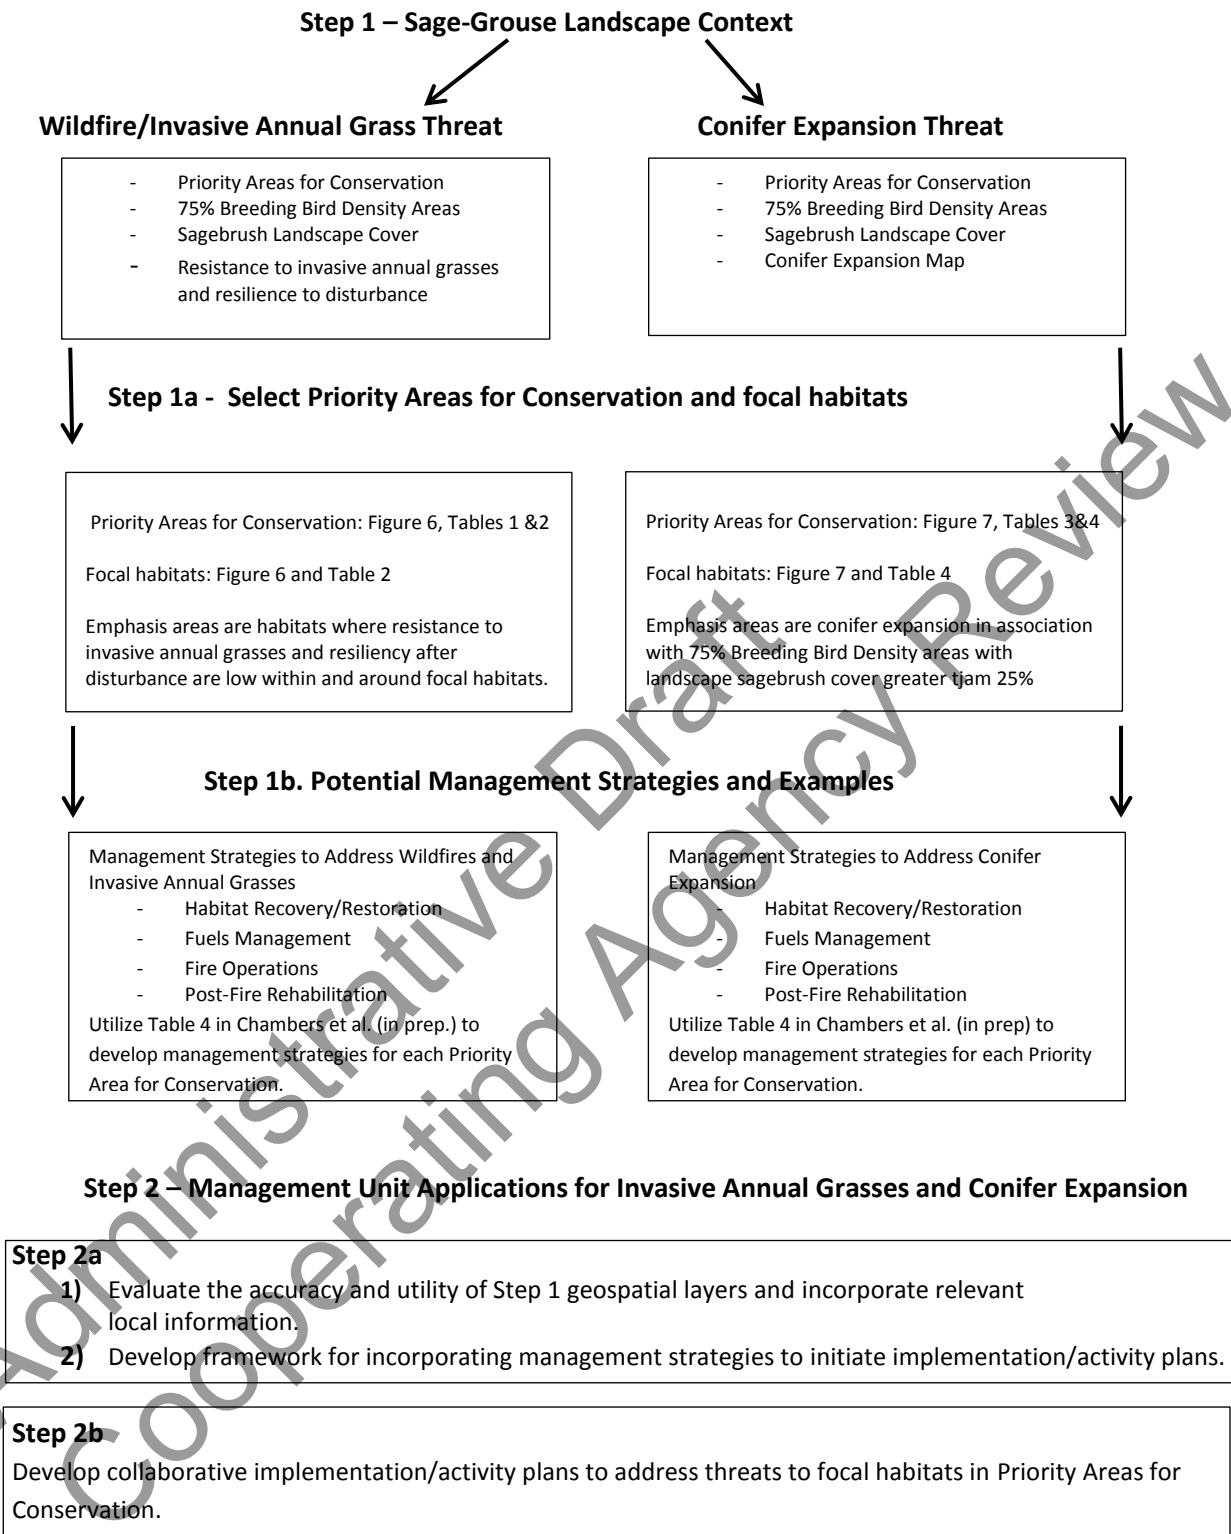 Step 1 – Sage-Grouse Landscape Context
Wildfire/Invasive Annual Grass Threat
- Priority Areas for Conservation
- 75% Breeding Bird Density Areas
- Sagebrush Landscape Cover
- Resistance to invasive annual grasses
and resilience to disturbance
Conifer Expansion Threat
- Priority Areas for Conservation
- 75% Breeding Bird Density Areas
- Sagebrush Landscape Cover
- Conifer Expansion Map
Step 1a - Select Priority Areas for Conservation and focal habitats
Priority Areas for Conservation: Figure 6, Tables 1 &2
Focal habitats: Figure 6 and Table 2
Emphasis areas are habitats where resistance to
invasive annual grasses and resiliency after
disturbance are low within and around focal habitats.
Priority Areas for Conservation: Figure 7, Tables 3&4
Focal habitats: Figure 7 and Table 4
Emphasis areas are conifer expansion in association
with 75% Breeding Bird Density areas with
landscape sagebrush cover greater tjam 25%
Step 1b. Potential Management Strategies and Examples
Management Strategies to Address Wildfires and
Invasive Annual Grasses
- Habitat Recovery/Restoration
- Fuels Management
- Fire Operations
- Post-Fire Rehabilitation
Utilize Table 4 in Chambers et al. (in prep.) to
develop management strategies for each Priority
Area for Conservation.
Management Strategies to Address Conifer
Expansion
- Habitat Recovery/Restoration
- Fuels Management
- Fire Operations
- Post-Fire Rehabilitation
Utilize Table 4 in Chambers et al. (in prep) to
develop management strategies for each Priority
Area for Conservation.
Step 2 – Management Unit Applications for Invasive Annual Grasses and Conifer Expansion
Step 2a
1) Evaluate the accuracy and utility of Step 1 geospatial layers and incorporate relevant
local information.
2) Develop framework for incorporating management strategies to initiate implementation/activity plans.
Step 2b
Develop collaborative implementation/activity plans to address threats to focal habitats in Priority Areas for
Conservation.
Administrative Draft
Cooperating Agency Review